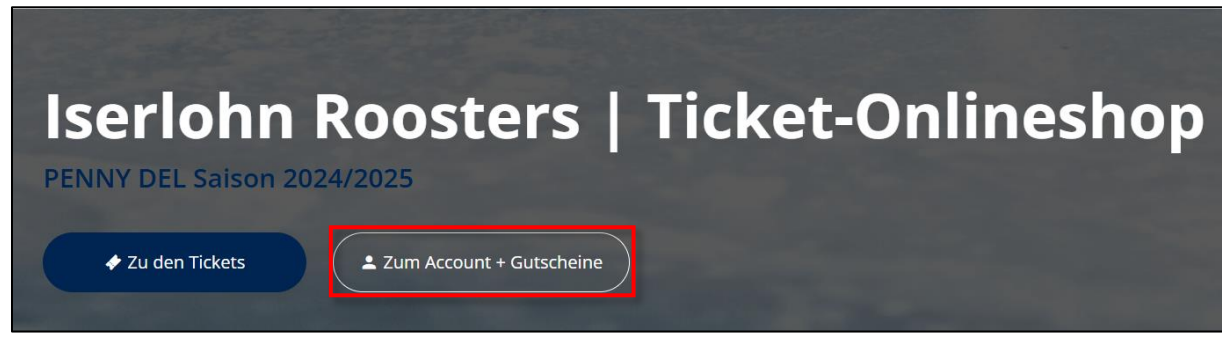 Iserlohn Roosters | Ticket-Onlineshop
PENNY DEL Saison 2024/2025
Zu den Tickets
Zum Account + Gutscheine